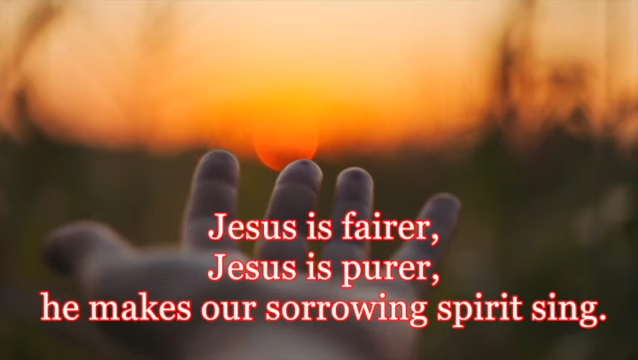 Jesus is fairer,
Jesus is purer,
he makes our sorrowing spirit sing.